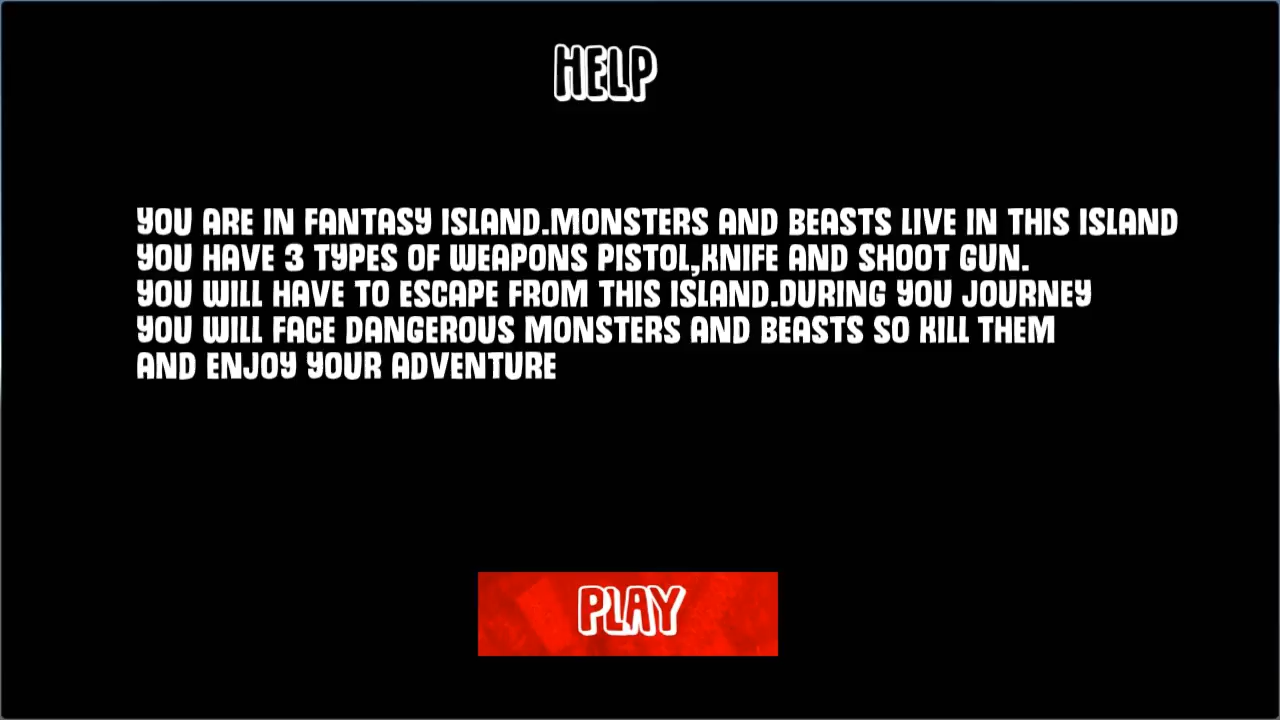 HELP
YOU ARE IN FANTASY ISLAND.MONSTERS AND BEASTS LIVE IN THIS ISLAND
YOU HAVE 3 TYPES OF WEAPONS PISTOL,KNIFE AND SHOOT GUN.
YOU WILL HAVE TO ESCAPE FROM THIS ISLAND.DURING YOU JOURNEY
YOU WILL FACE DANGEROUS MONSTERS AND BEASTS SO KILL THEM
AND ENJOY YOUR ADVENTURE
PLAY